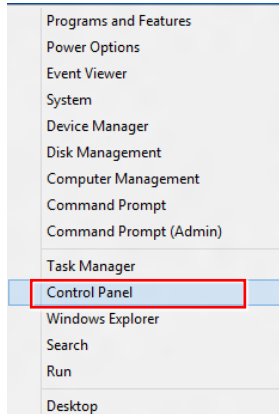 Programs and Features
Power Options
Event Viewer
System
Device Manager
Disk Management
Computer Management
Command Prompt
Command Prompt (Admin)
Task Manager
Control Panel
Windows Explorer
Search
Run
Desktop